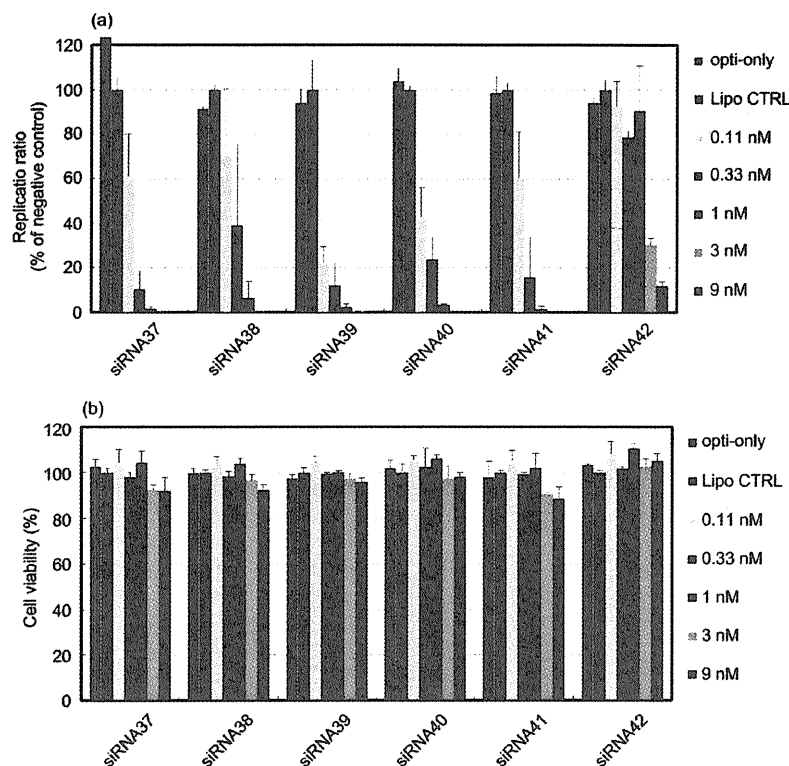 (a)
Replicatio ratio
(% of negative control)
120
100
80
60
40
20
0
siRNA37
siRNA38
siRNA39
siRNA40
siRNA41
siRNA42
opti-only
Lipo CTRL
0.11 nM
0.33 nM
1 nM
3 nM
9 nM
(b)
Cell viability (%)
120
100
80
60
40
20
0
siRNA37
siRNA38
siRNA39
siRNA40
siRNA41
siRNA42
opti-only
Lipo CTRL
0.11 nM
0.33 nM
1 nM
3 nM
9 nM